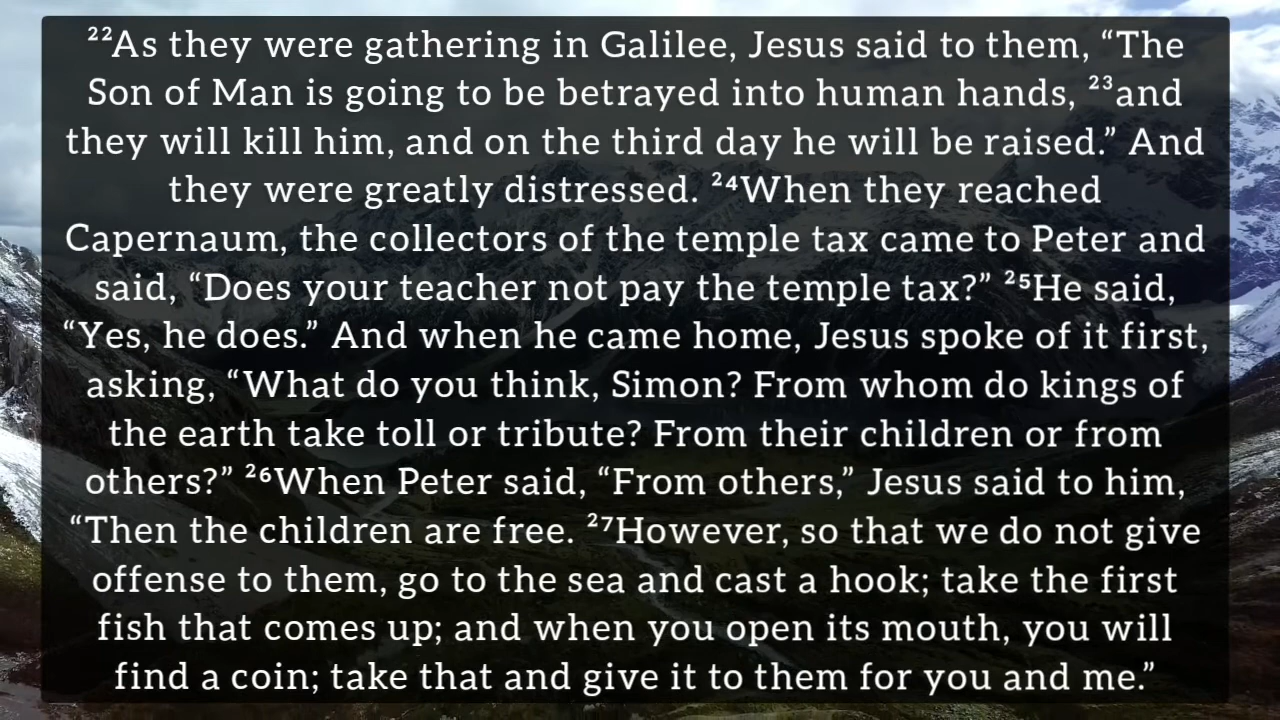 ²²As they were gathering in Galilee, Jesus said to them, “The
Son of Man is going to be betrayed into human hands, ²³and
they will kill him, and on the third day he will be raised.” And
they were greatly distressed. ²⁴When they reached
Capernaum, the collectors of the temple tax came to Peter and
said, “Does your teacher not pay the temple tax?” ²⁵He said,
“Yes, he does.” And when he came home, Jesus spoke of it first,
asking, “What do you think, Simon? From whom do kings of
the earth take toll or tribute? From their children or from
others?” ²⁶When Peter said, “From others,” Jesus said to him,
“Then the children are free. ²⁷However, so that we do not give
offense to them, go to the sea and cast a hook; take the first
fish that comes up; and when you open its mouth, you will
find a coin; take that and give it to them for you and me.”